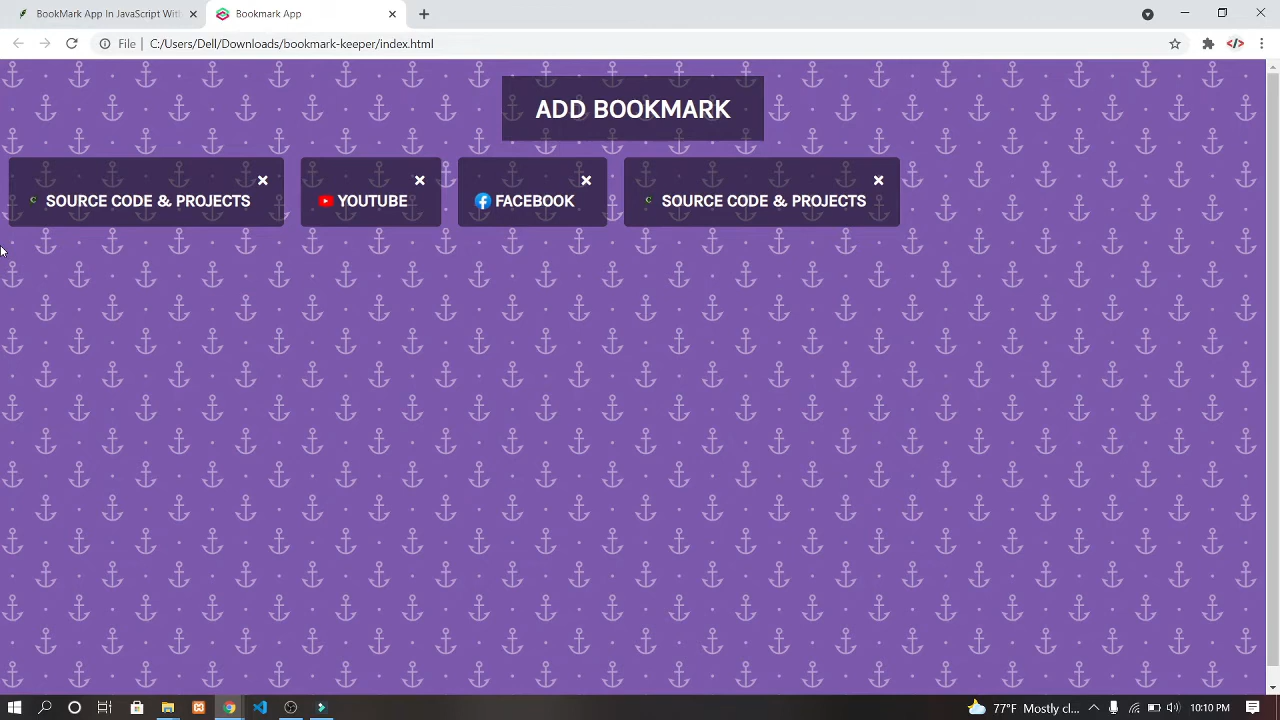 BookMark App In JavaScript Wit
Bookmark App
File
C:/Users/Dell/Downloads/bookmark-keeper/index.html
ADD BOOKMARK
C SOURCE CODE & PROJECTS
YOUTUBE
FACEBOOK
C SOURCE CODE & PROJECTS
77°F Mostly cl...
10:10 PM